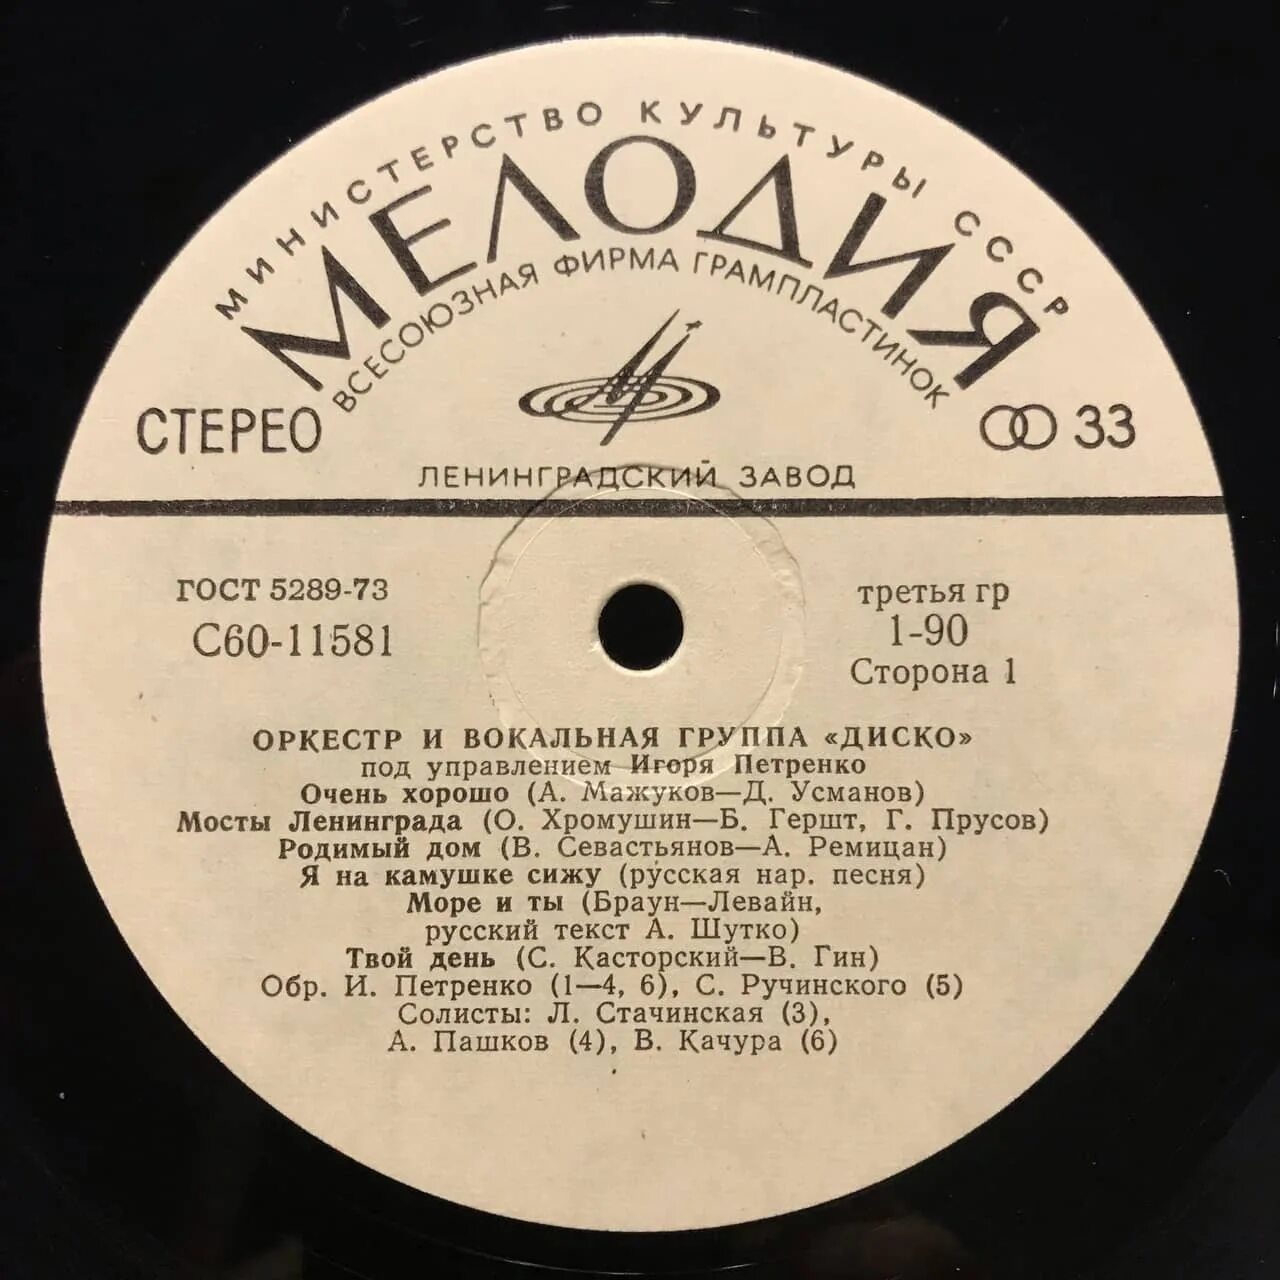 МИНИСТЕРСТВО КУЛЬТУРЫ СССР
МЕЛОДИЯ
ВСЕСОЮЗНАЯ ФИРМА ГРАМПЛАСТИНОК
СТЕРЕО
33
ЛЕНИНГРАДСКИЙ ЗАВОД
ГОСТ 5289-73
С60-11581
третья гр
1-90
Сторона 1
ОРКЕСТР И ВОКАЛЬНАЯ ГРУППА «ДИСКО»
под управлением Игоря Петренко
Очень хорошо (А. Мажуков—Д. Усманов)
Мосты Ленинграда (О. Хромушин—Б. Гершт, Г. Прусов)
Родимый дом (В. Севастьянов—А. Ремицан)
Я на камушке сижу (русская нар. песня)
Море и ты (Браун—Левайн,
русский текст А. Шутко)
Твой день (С. Касторский—В. Гин)
Обр. И. Петренко (1—4, 6), С. Ручинского (5)
Солисты: Л. Стачинская (3),
А. Пашков (4), В. Качура (6)